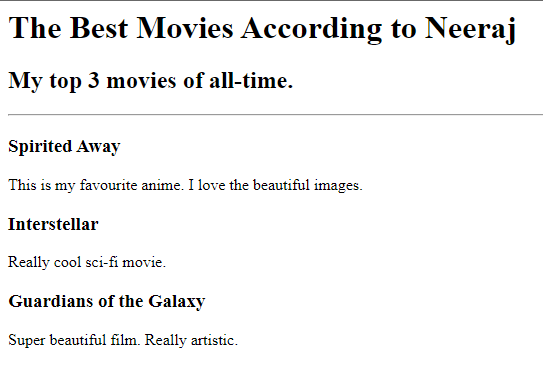 The Best Movies According to Neeraj
My top 3 movies of all-time.
Spirited Away
This is my favourite anime. I love the beautiful images.
Interstellar
Really cool sci-fi movie.
Guardians of the Galaxy
Super beautiful film. Really artistic.